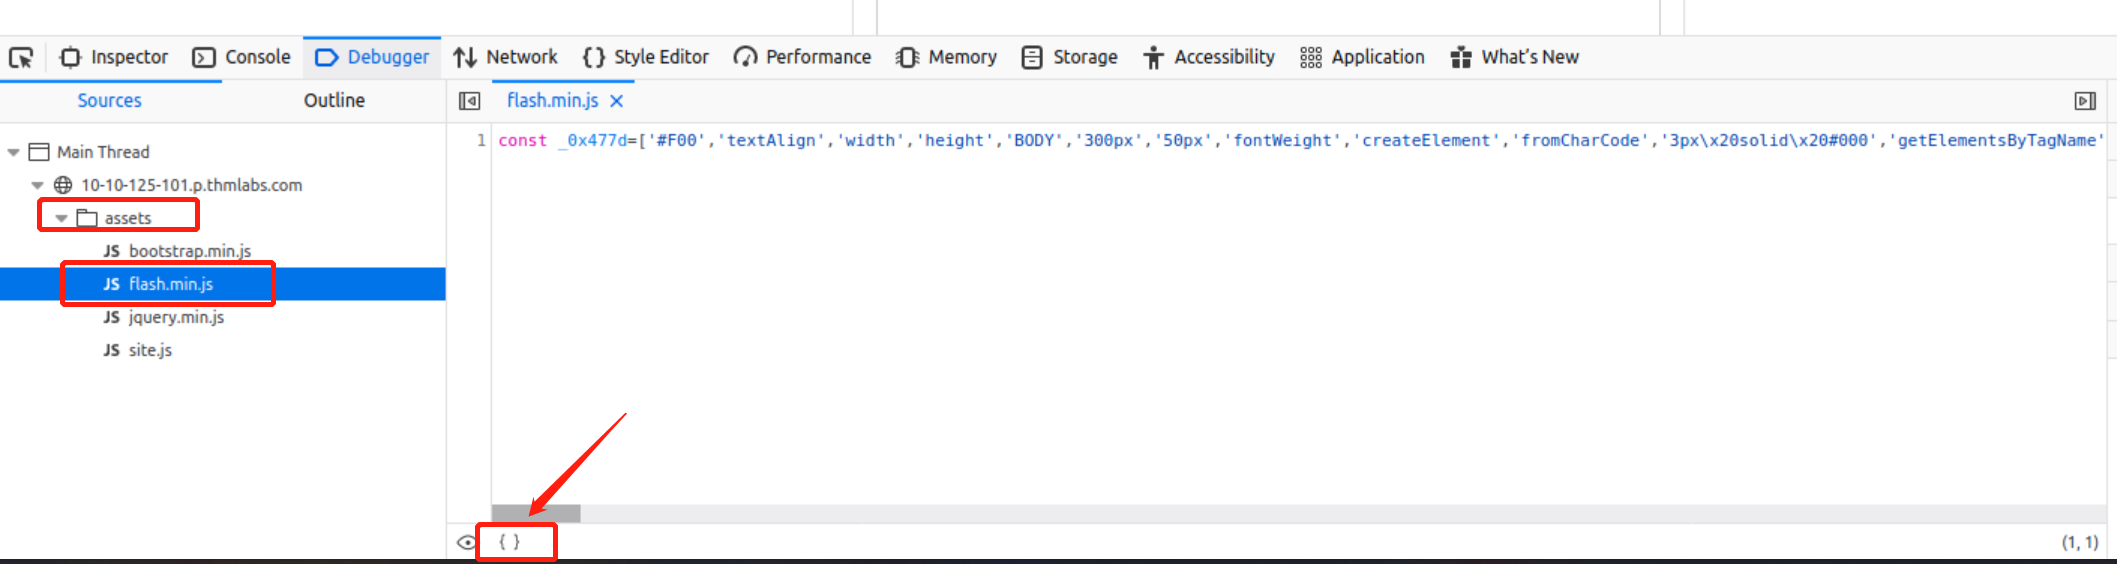 Inspector Console Debugger Network {} Style Editor Performance Memory Storage Accessibility Application What's New
Sources Outline flash.min.js
1 const _0x477d=['#F00','textAlign','width','height','BODY','300px','50px','fontWeight','createElement','fromCharCode','3px\x20solid\x20#000','getElementsByTagName'
Main Thread
10-10-125-101.p.thmlabs.com
assets
JS bootstrap.min.js
JS flash.min.js
JS jquery.min.js
JS site.js
{ } (1, 1)